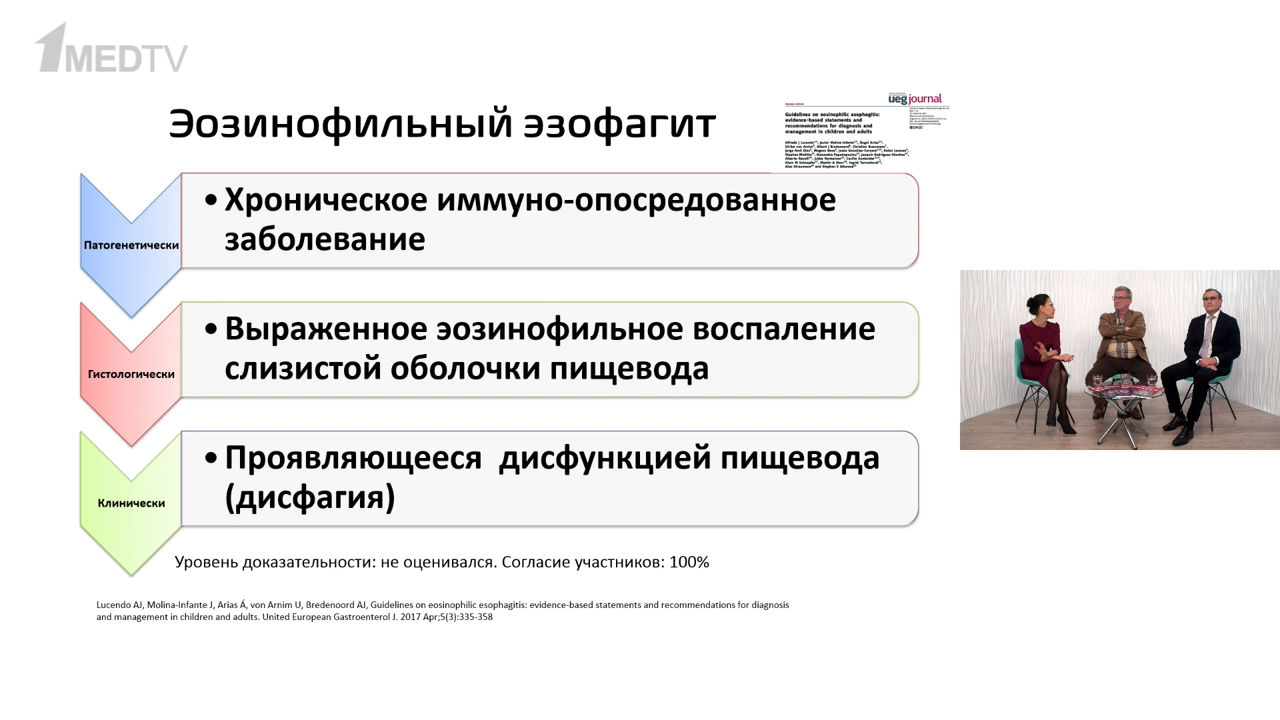 1MEDTV
Эозинофильный эзофагит
ueg journal
Guidelines on eosinophilic esophagitis:
evidence-based statements and
recommendations for diagnosis and
management in children and adults
Патогенетически
• Хроническое иммуно-опосредованное
заболевание
Гистологически
• Выраженное эозинофильное воспаление
слизистой оболочки пищевода
Клинически
• Проявляющееся дисфункцией пищевода
(дисфагия)
Уровень доказательности: не оценивался. Согласие участников: 100%
Lucendo AJ, Molina-Infante J, Arias Á, von Arnim U, Bredenoord AJ, Guidelines on eosinophilic esophagitis: evidence-based statements and recommendations for diagnosis
and management in children and adults. United European Gastroenterol J. 2017 Apr;5(3):335-358